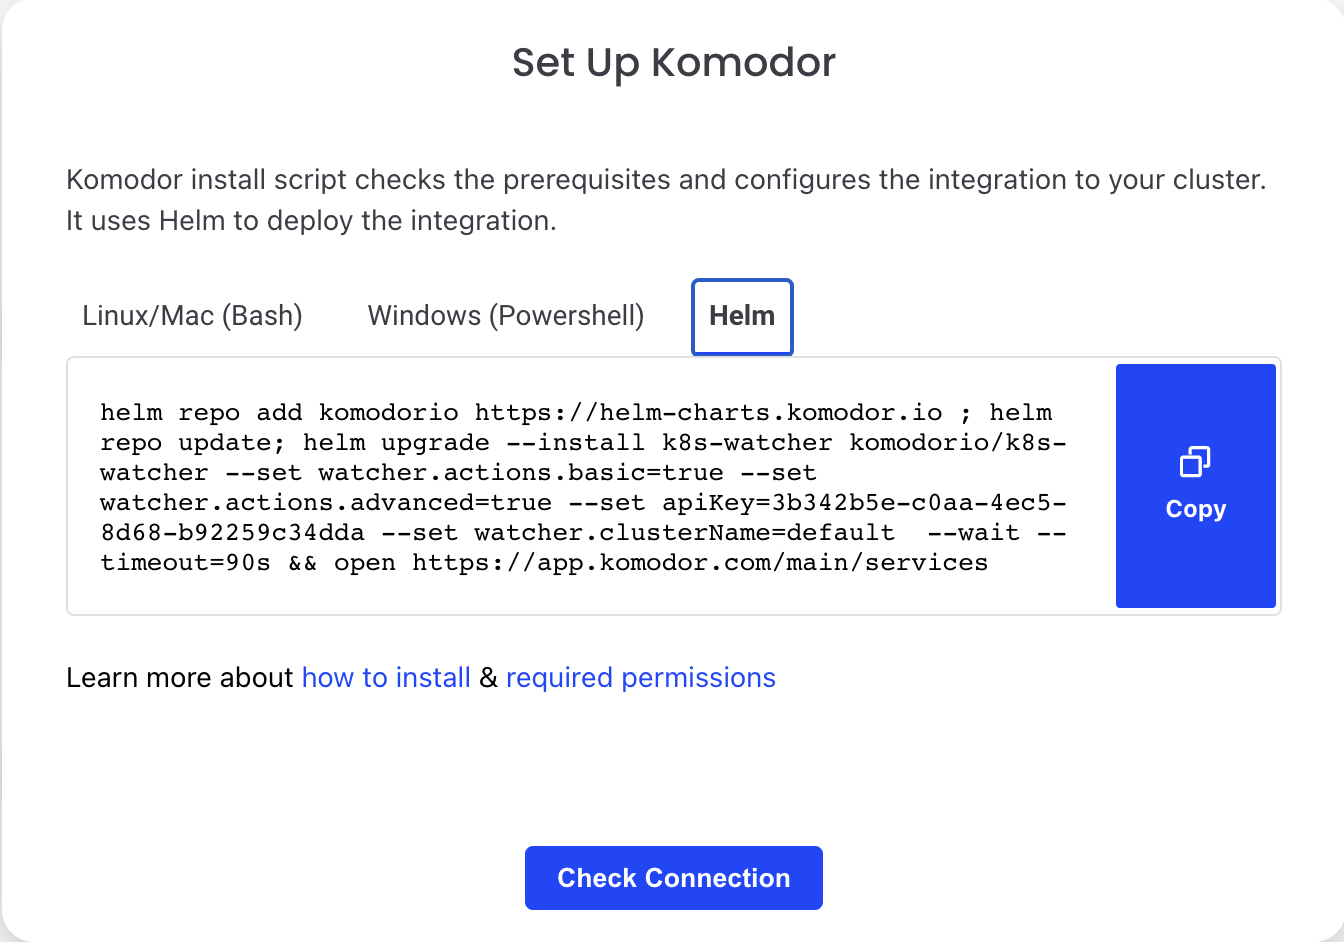 Set Up Komodor
Komodor install script checks the prerequisites and configures the integration to your cluster.
It uses Helm to deploy the integration.
Linux/Mac (Bash) Windows (Powershell) Helm
helm repo add komodorio https://helm-charts.komodor.io ; helm
repo update; helm upgrade --install k8s-watcher komodorio/k8s-
watcher --set watcher.actions.basic=true --set
watcher.actions.advanced=true --set apiKey=3b342b5e-c0aa-4ec5-
8d68-b92259c34dda --set watcher.clusterName=default  --wait --
timeout=90s && open https://app.komodor.com/main/services
Copy
Learn more about how to install & required permissions
Check Connection